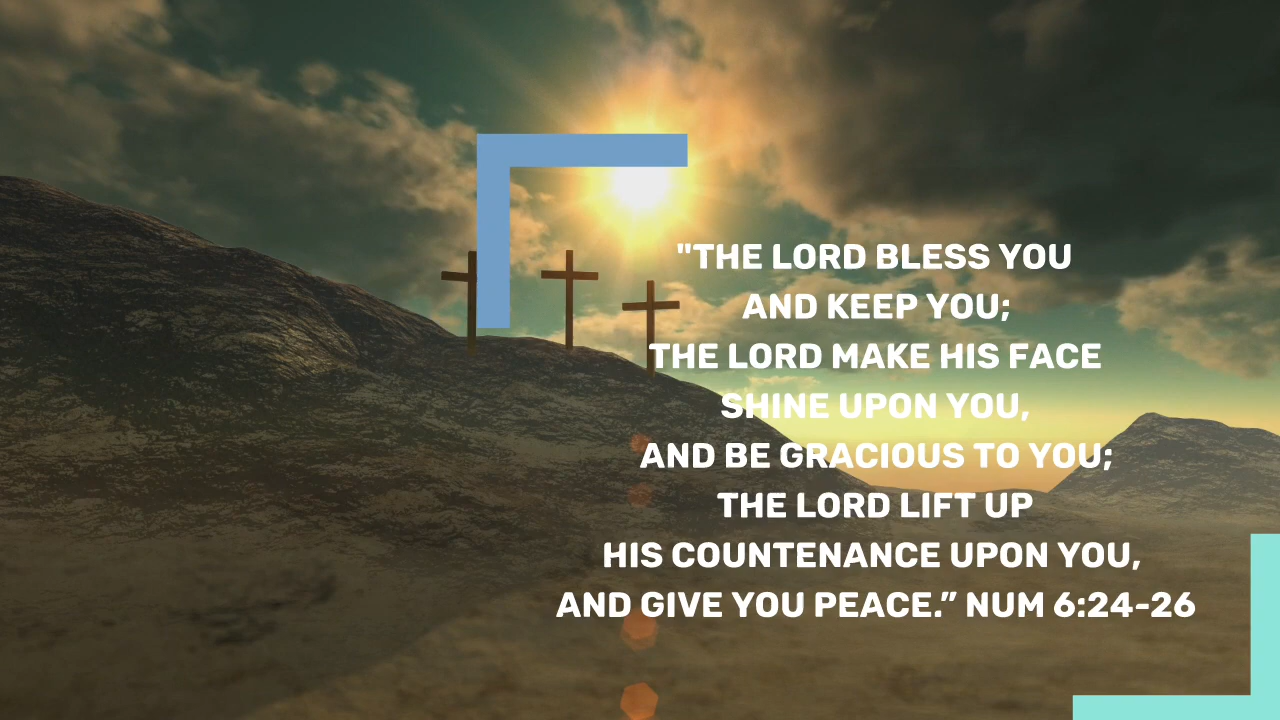 "THE LORD BLESS YOU
AND KEEP YOU;
THE LORD MAKE HIS FACE
SHINE UPON YOU,
AND BE GRACIOUS TO YOU;
THE LORD LIFT UP
HIS COUNTENANCE UPON YOU,
AND GIVE YOU PEACE.” NUM 6:24-26